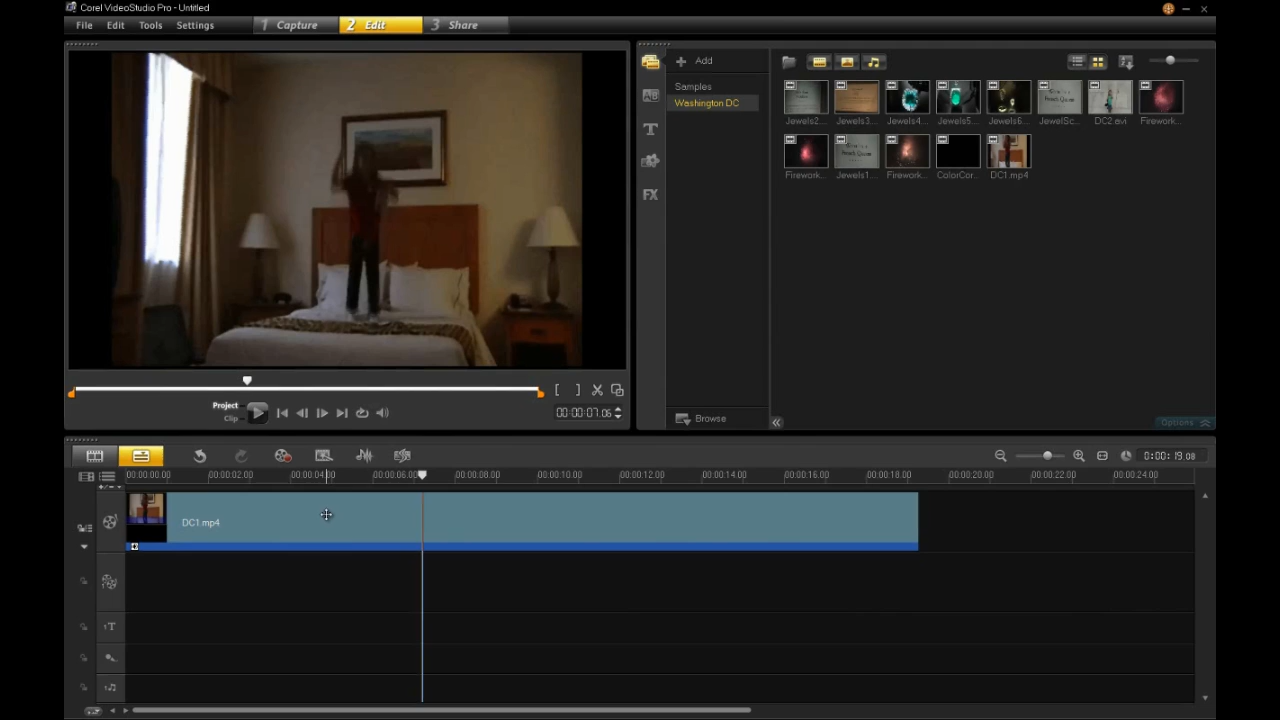 Corel VideoStudio Pro - Untitled
File Edit Tools Settings 1 Capture 2 Edit 3 Share
Add
Samples
Washington DC
Jewels2... Jewels3... Jewels4... Jewels5... Jewels6... JewelSc... DC2.avi Firework...
Firework... Jewels1... Firework... ColorCor... DC1.mp4
AB
T
FX
Browse
Options
Project
Clip
00:00:07.06
0:00:19.08
00:00:00.00 00:00:02.00 00:00:04 00:00:06.00 00:00:08.00 00:00:10.00 00:00:12.00 00:00:14.00 00:00:16.00 00:00:18.00 00:00:20.00 00:00:22.00 00:00:24.00
DC1.mp4
1T